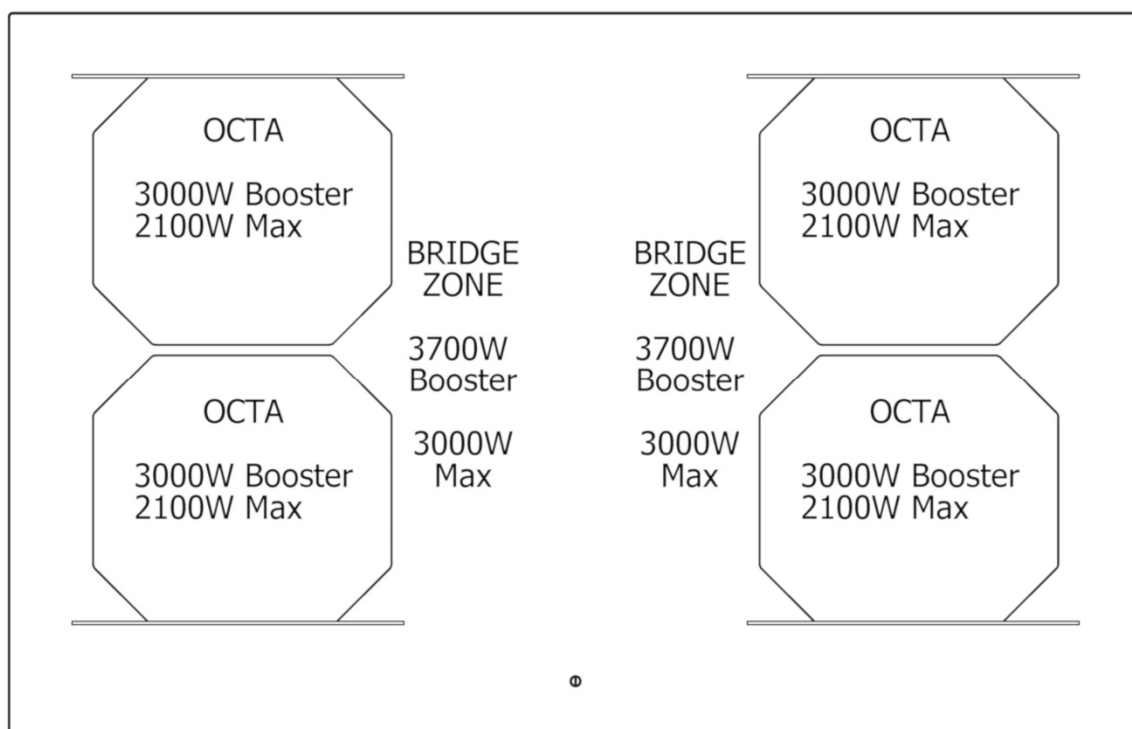 OCTA
3000W Booster
2100W Max
BRIDGE
ZONE
3700W
Booster
3000W
Max
OCTA
3000W Booster
2100W Max
BRIDGE
ZONE
3700W
Booster
3000W
Max
OCTA
3000W Booster
2100W Max
OCTA
3000W Booster
2100W Max